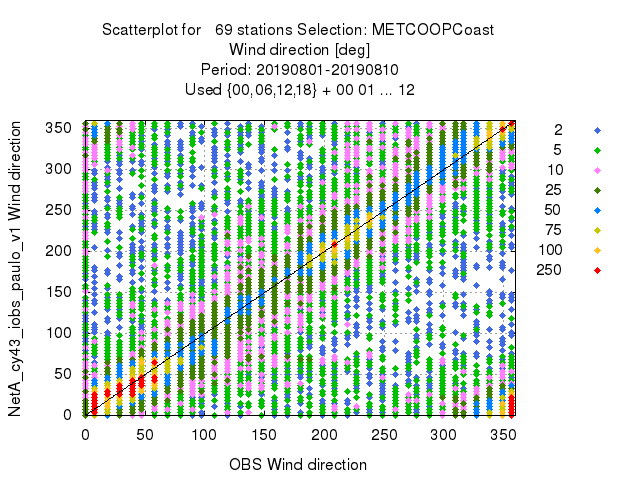 Scatterplot for 69 stations Selection: METCOOPCoast
Wind direction [deg]
Period: 20190801-20190810
Used {00,06,12,18} + 00 01 ... 12
NetA_cy43_iobs_paulo_v1 Wind direction
350
300
250
200
150
100
50
0
0 50 100 150 200 250 300 350
OBS Wind direction
2
5
10
25
50
75
100
250